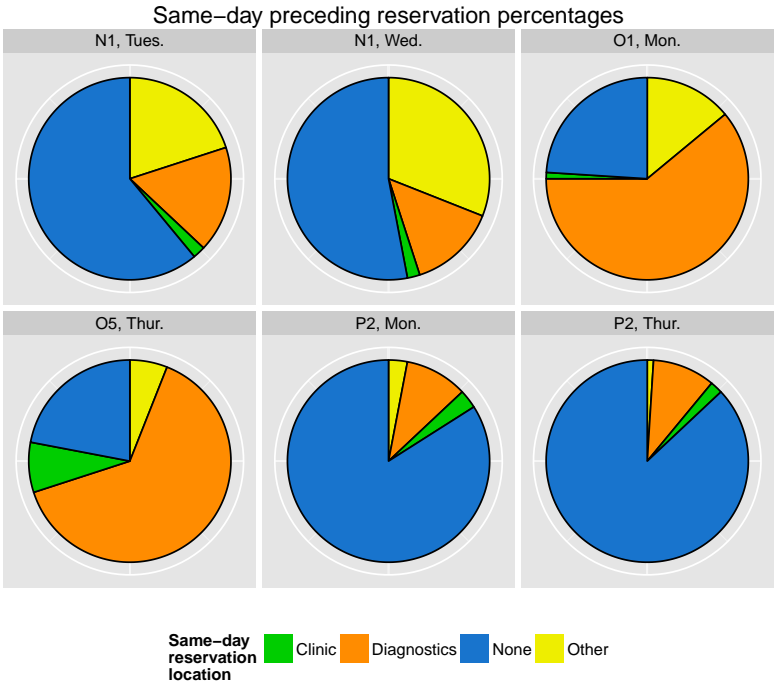 Same−day preceding reservation percentages
N1, Tues.
N1, Wed.
O1, Mon.
O5, Thur.
P2, Mon.
P2, Thur.
Same−day
reservation
location
Clinic
Diagnostics
None
Other